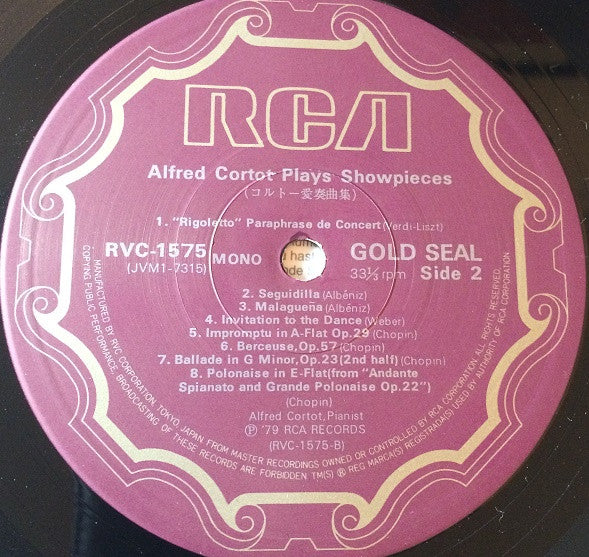 RCA
Alfred Cortot Plays Showpieces
(コルトー愛奏曲集)
1. "Rigoletto" Paraphrase de Concert (Verdi-Liszt)
RVC-1575
(JVM1-7315)
MONO
GOLD SEAL
33⅓ rpm Side 2
2. Seguidilla (Albéniz)
3. Malagueña (Albéniz)
4. Invitation to the Dance (Weber)
5. Impromptu in A-Flat Op.29 (Chopin)
6. Berceuse, Op.57 (Chopin)
7. Ballade in G Minor, Op.23 (2nd half) (Chopin)
8. Polonaise in E-Flat (from "Andante
Spianato and Grande Polonaise Op.22")
(Chopin)
Alfred Cortot, Pianist
℗ '79 RCA RECORDS
(RVC-1575-B)
MANUFACTURED BY RVC CORPORATION, TOKYO, JAPAN FROM MASTER RECORDINGS OWNED OR CONTROLLED BY RCA CORPORATION ALL RIGHTS RESERVED.
COPYING PUBLIC PERFORMANCE, BROADCASTING OF THESE RECORDS ARE FORBIDDEN TM(S) ® REG MARCA(S) REGISTRADA(S) USED BY AUTHORITY OF RCA CORPORATION.